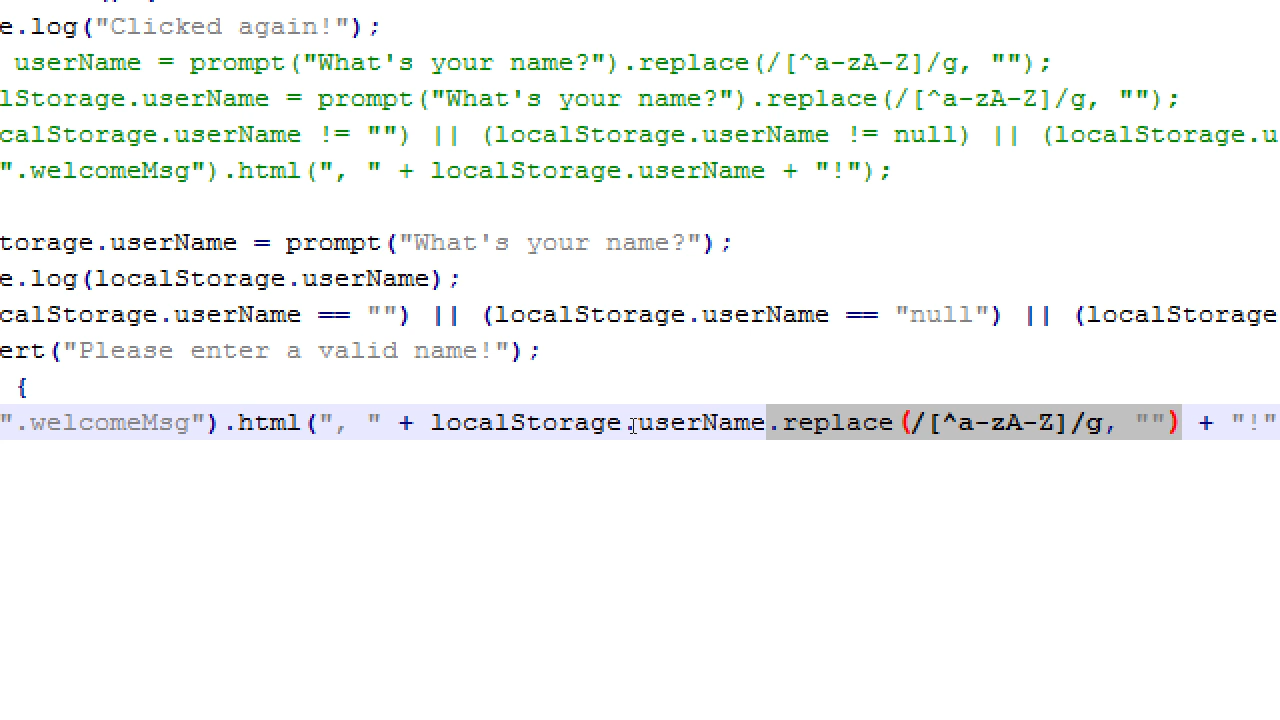 e.log("Clicked again!");
userName = prompt("What's your name?").replace(/[^a-zA-Z]/g, "");
lStorage.userName = prompt("What's your name?").replace(/[^a-zA-Z]/g, "");
calStorage.userName != "") || (localStorage.userName != null) || (localStorage.u
".welcomeMsg").html(", " + localStorage.userName + "!");
torage.userName = prompt("What's your name?");
e.log(localStorage.userName);
calStorage.userName == "") || (localStorage.userName == "null") || (localStorage
ert("Please enter a valid name!");
{
".welcomeMsg").html(", " + localStorage.userName.replace(/[^a-zA-Z]/g, "") + "!"